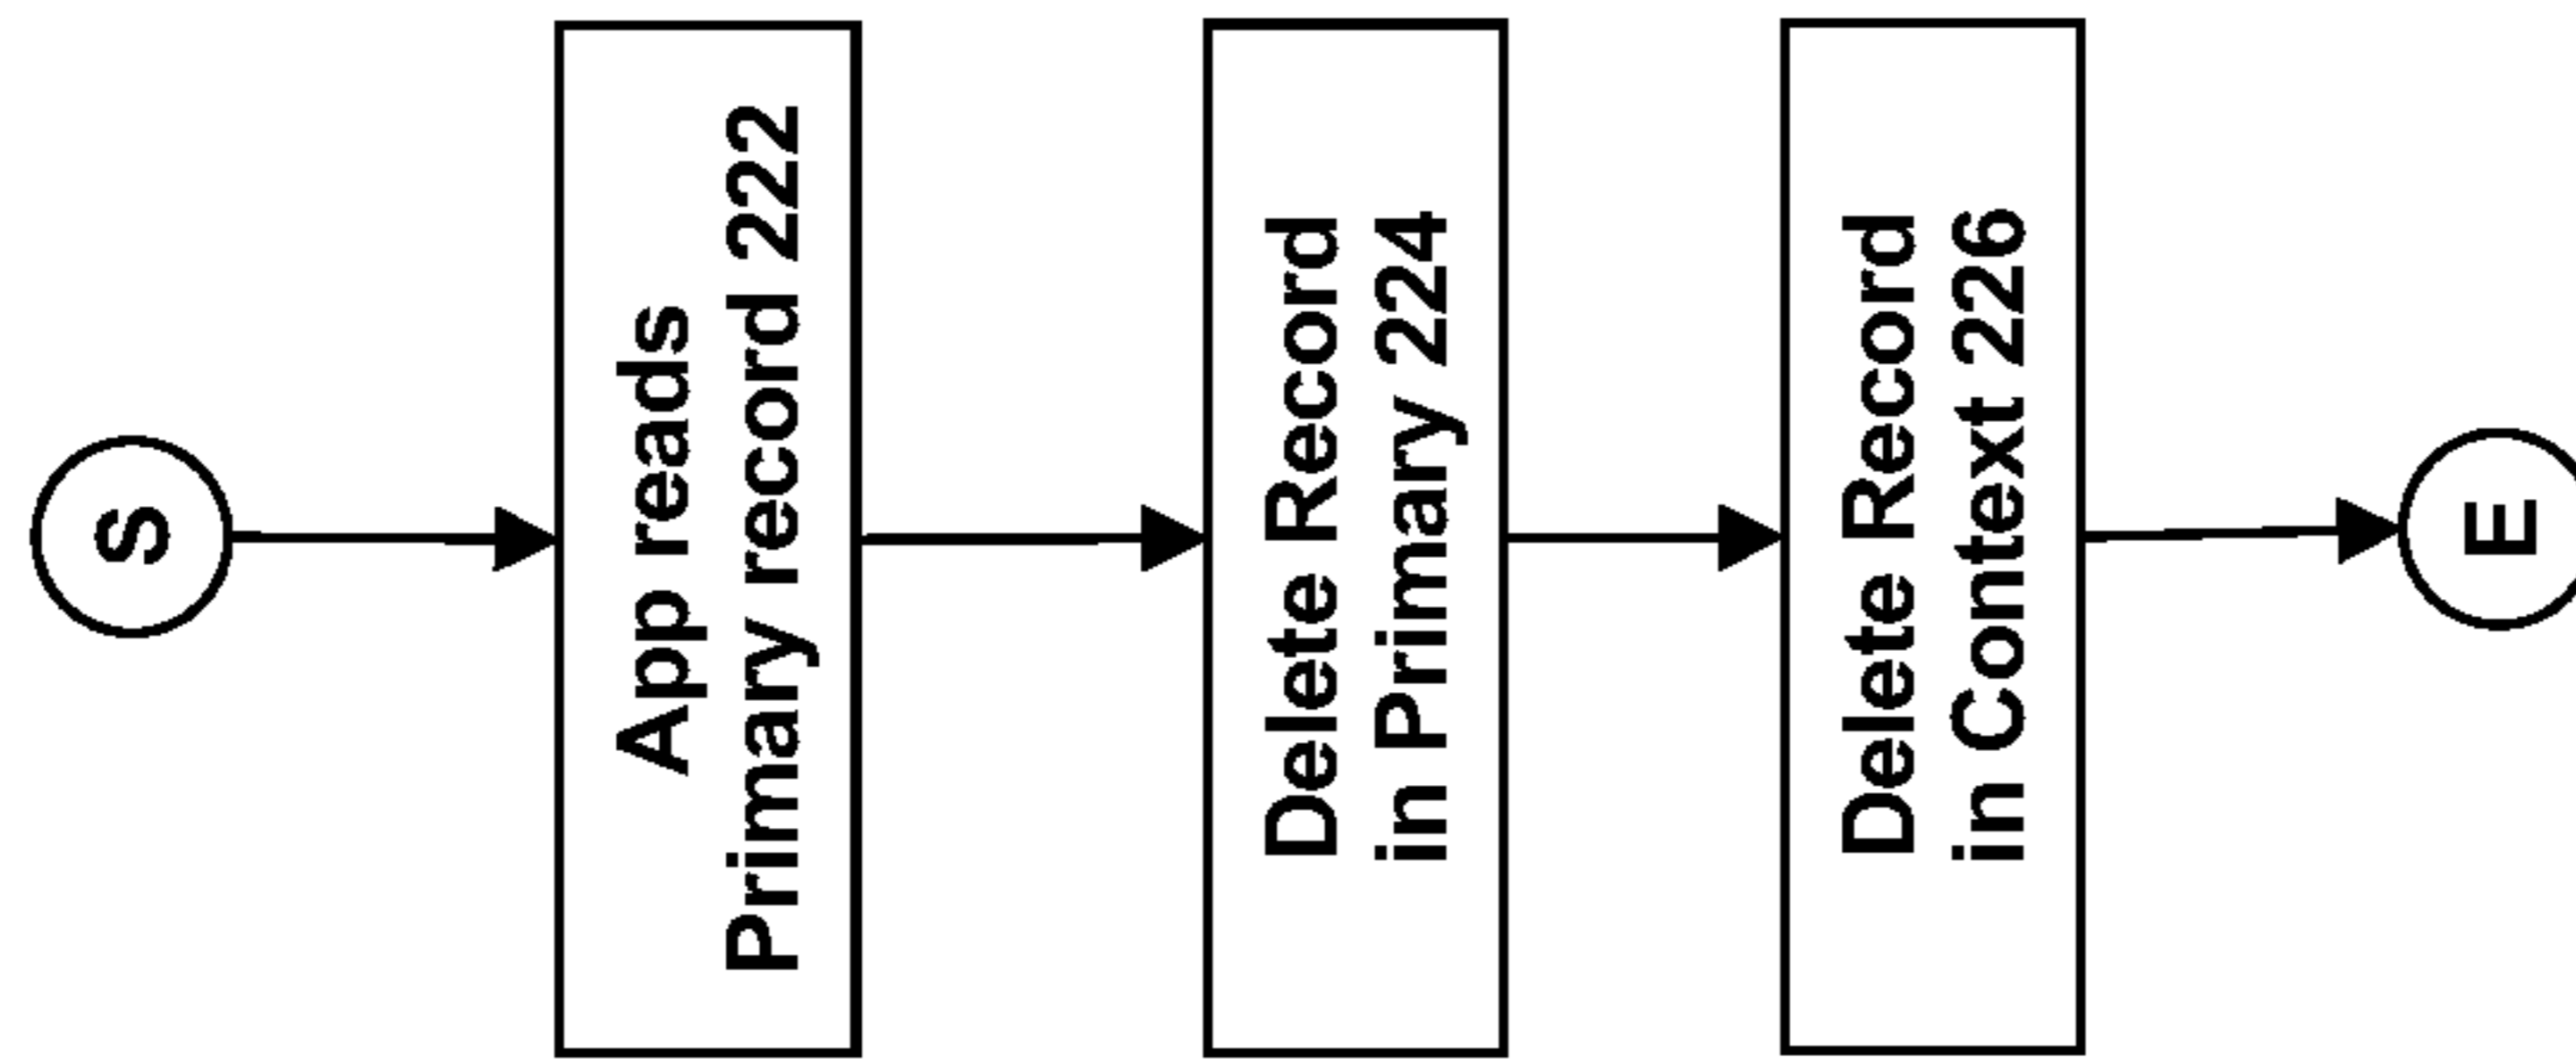 S
App reads
Primary record 222
Delete Record
in Primary 224
Delete Record
in Context 226
E